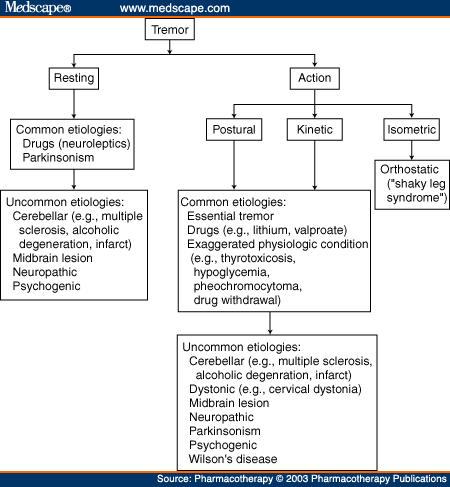 Medscape® www.medscape.com
Tremor
Resting
Action
Common etiologies:
Drugs (neuroleptics)
Parkinsonism
Postural
Kinetic
Isometric
Orthostatic
("shaky leg
syndrome")
Uncommon etiologies:
Cerebellar (e.g., multiple
sclerosis, alcoholic
degeneration, infarct)
Midbrain lesion
Neuropathic
Psychogenic
Common etiologies:
Essential tremor
Drugs (e.g., lithium, valproate)
Exaggerated physiologic condition
(e.g., thyrotoxicosis,
hypoglycemia,
pheochromocytoma,
drug withdrawal)
Uncommon etiologies:
Cerebellar (e.g., multiple sclerosis,
alcoholic degenration, infarct)
Dystonic (e.g., cervical dystonia)
Midbrain lesion
Neuropathic
Parkinsonism
Psychogenic
Wilson's disease
Source: Pharmacotherapy © 2003 Pharmacotherapy Publications